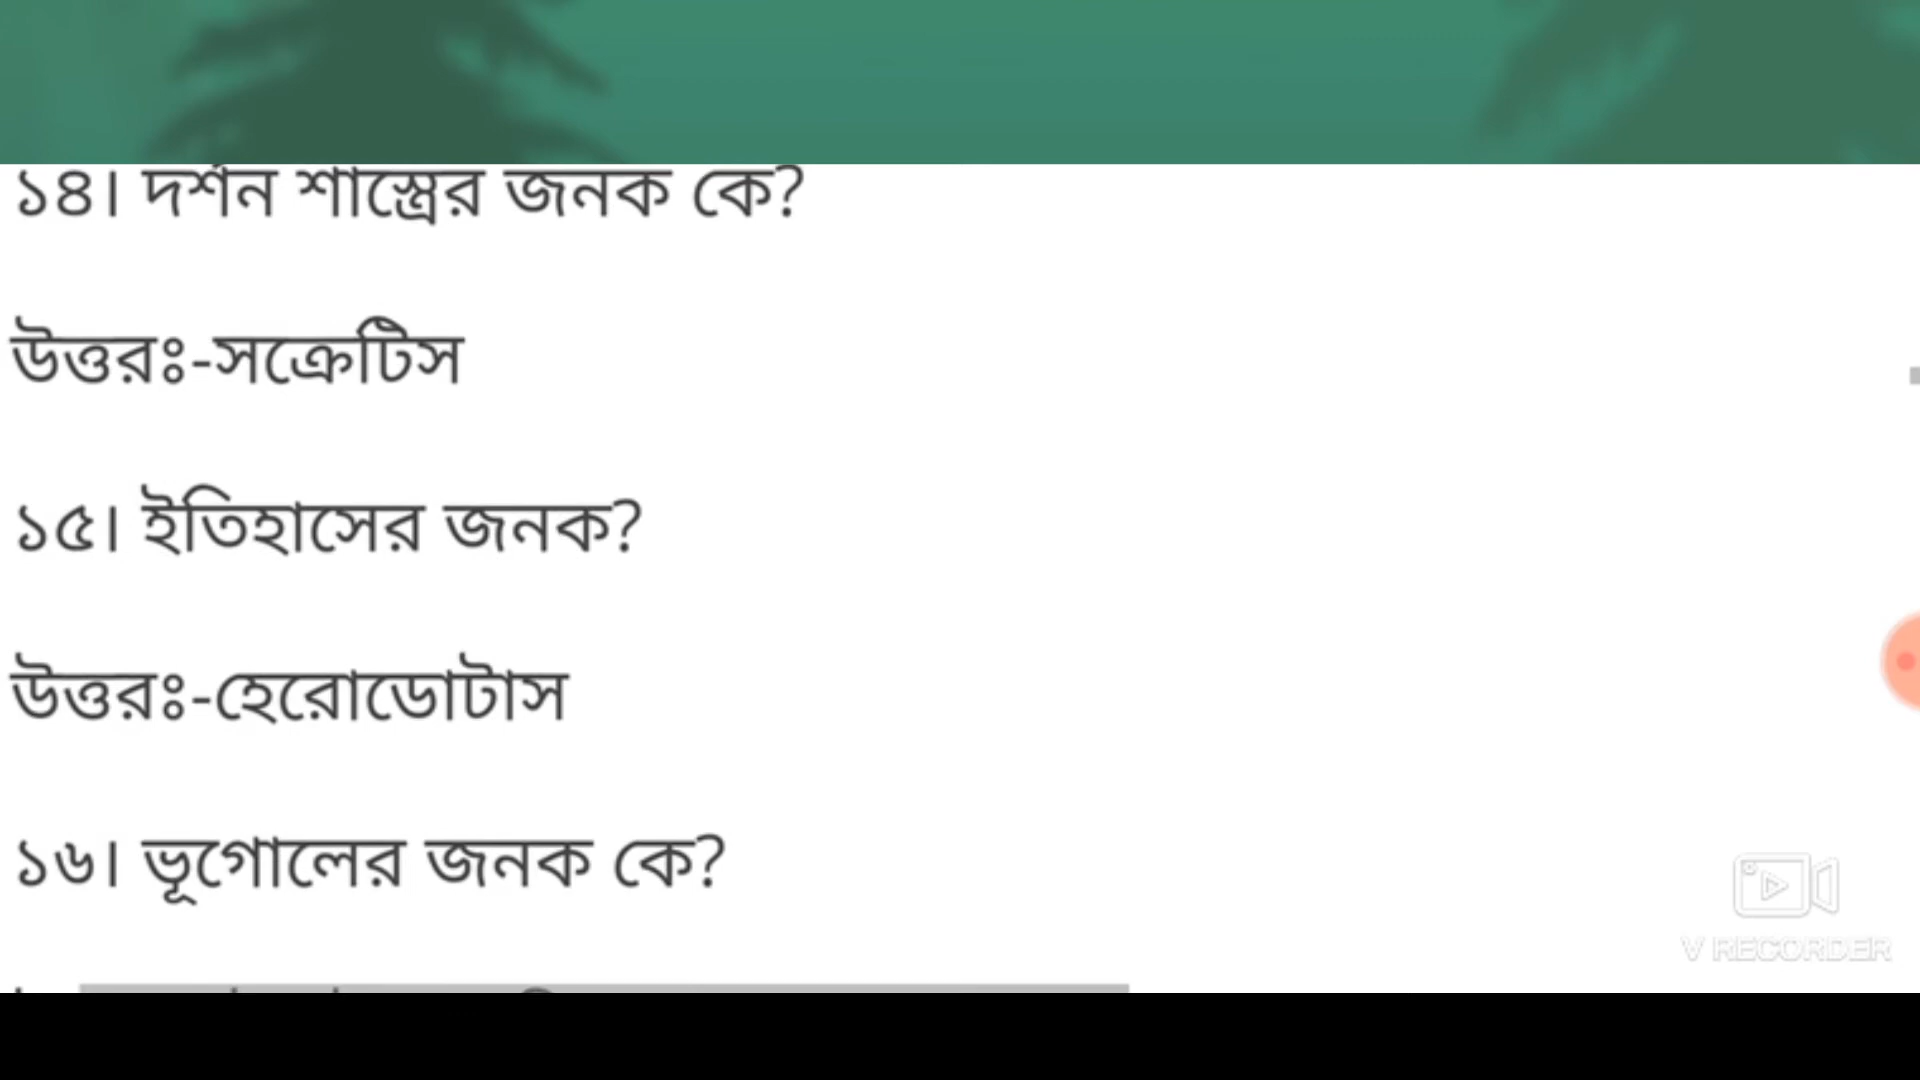 ১৪। দর্শন শাস্ত্রের জনক কে?
উত্তরঃ-সক্রেটিস
১৫। ইতিহাসের জনক?
উত্তরঃ-হেরোডোটাস
১৬। ভূগোলের জনক কে?
V RECORDER